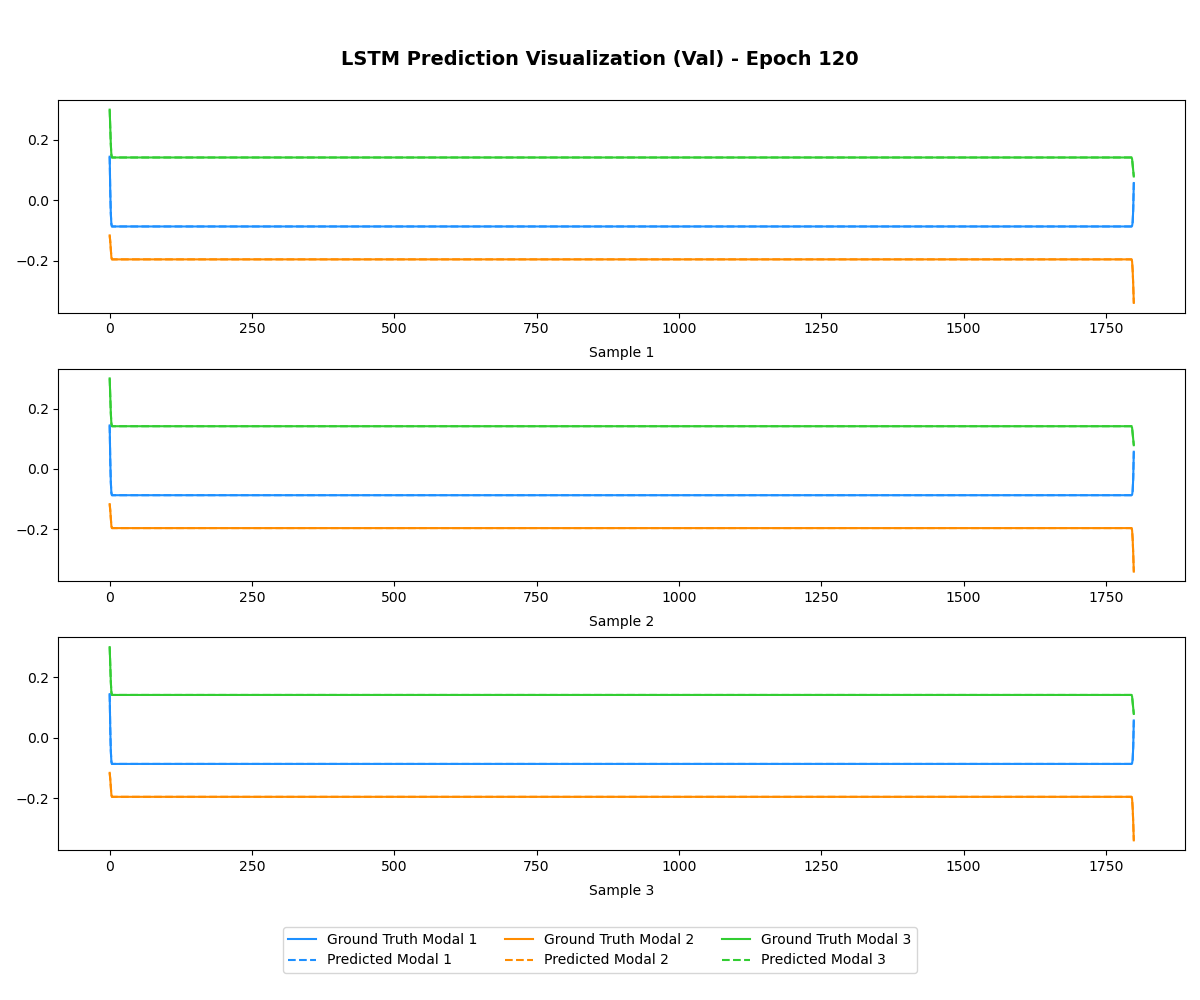 LSTM Prediction Visualization (Val) - Epoch 120
0.2
0.0
−0.2
0 250 500 750 1000 1250 1500 1750
Sample 1
0.2
0.0
−0.2
0 250 500 750 1000 1250 1500 1750
Sample 2
0.2
0.0
−0.2
0 250 500 750 1000 1250 1500 1750
Sample 3
Ground Truth Modal 1 Ground Truth Modal 2 Ground Truth Modal 3
Predicted Modal 1 Predicted Modal 2 Predicted Modal 3